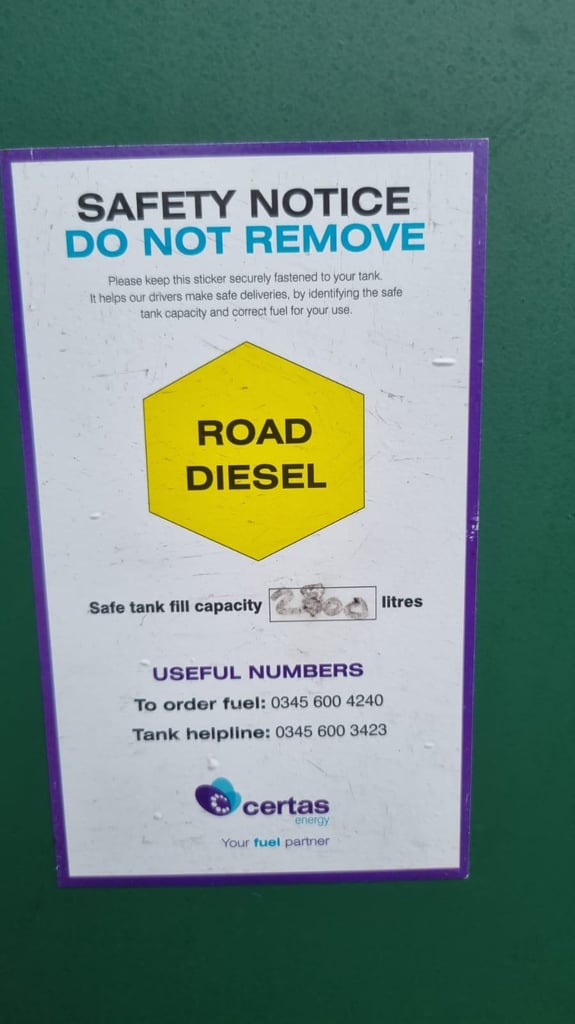 SAFETY NOTICE
DO NOT REMOVE
Please keep this sticker securely fastened to your tank.
It helps our drivers make safe deliveries, by identifying the safe
tank capacity and correct fuel for your use.
ROAD
DIESEL
Safe tank fill capacity litres
USEFUL NUMBERS
To order fuel: 0345 600 4240
Tank helpline: 0345 600 3423
certas
energy
Your fuel partner